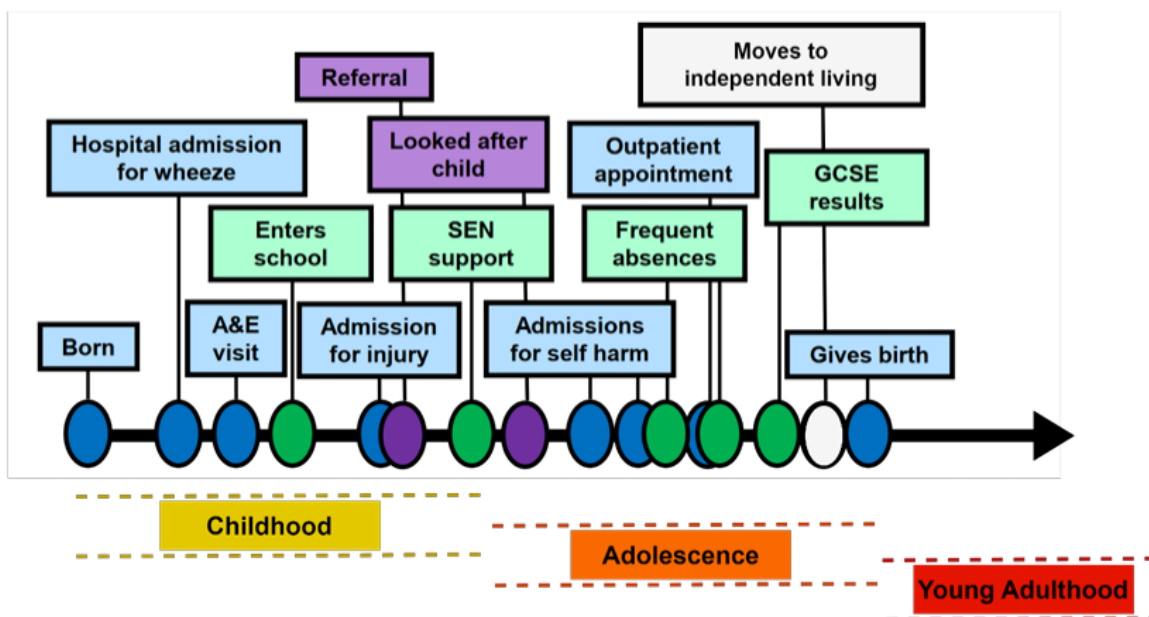 Moves to
independent living
Referral
Hospital admission
for wheeze
Looked after
child
Outpatient
appointment
GCSE
results
Enters
school
SEN
support
Frequent
absences
Born
A&E
visit
Admission
for injury
Admissions
for self harm
Gives birth
Childhood
Adolescence
Young Adulthood